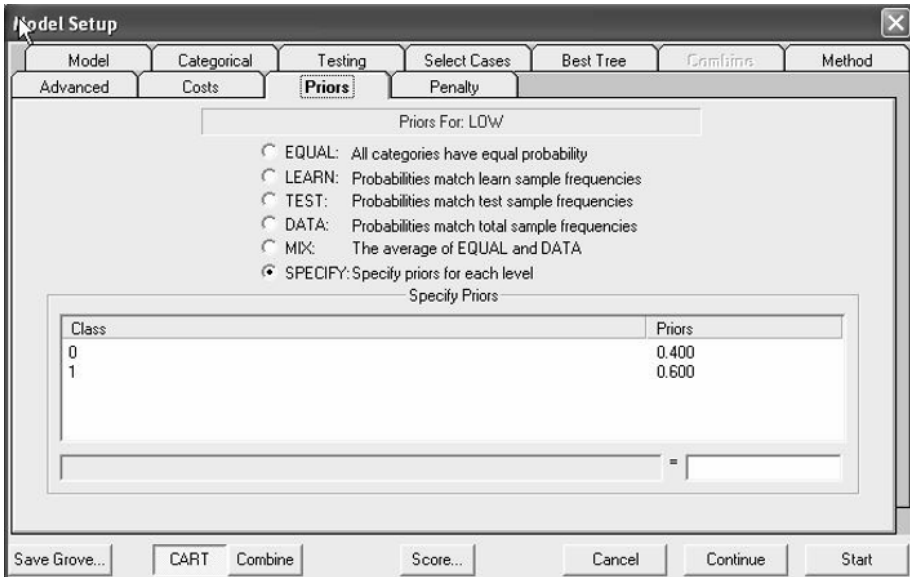 Model Setup
Model Categorical Testing Select Cases Best Tree Combine Method
Advanced Costs Priors Penalty
Priors For: LOW
EQUAL: All categories have equal probability
LEARN: Probabilities match learn sample frequencies
TEST: Probabilities match test sample frequencies
DATA: Probabilities match total sample frequencies
MIX: The average of EQUAL and DATA
SPECIFY: Specify priors for each level
Specify Priors
Class Priors
0 0.400
1 0.600
=
Save Grove... CART Combine Score... Cancel Continue Start